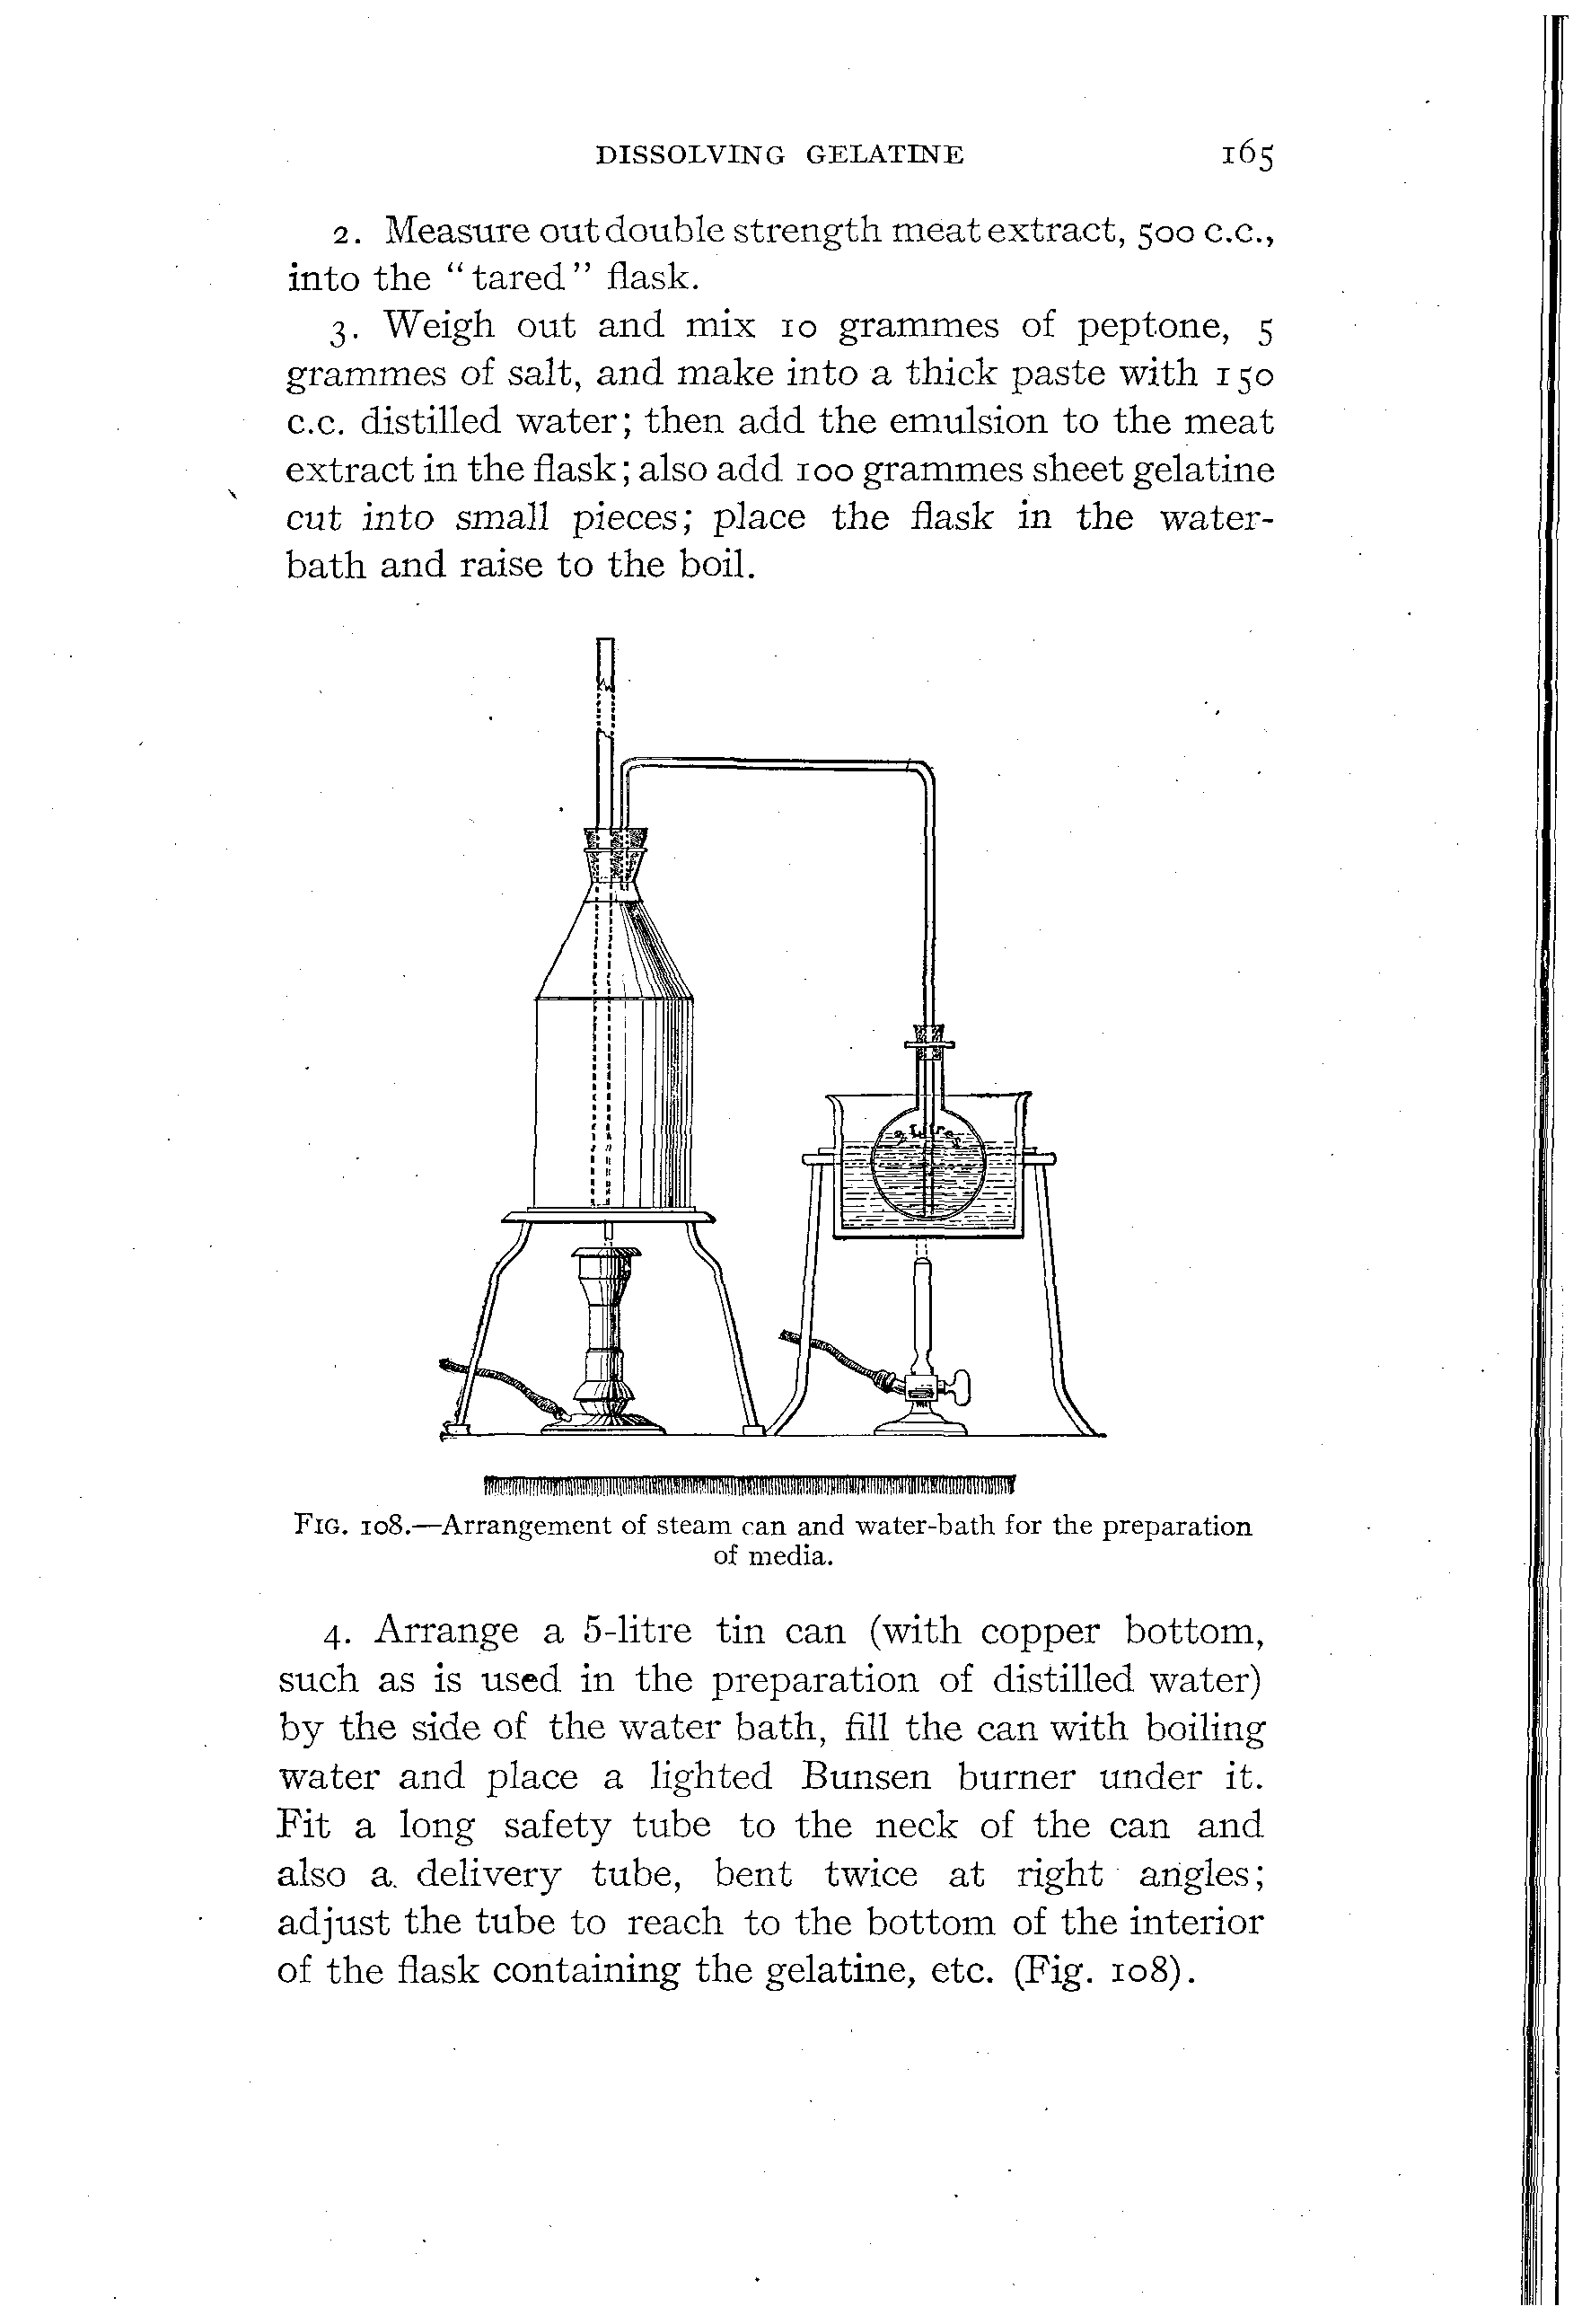 DISSOLVING GELATINE 165
2. Measure out double strength meat extract, 500 c.c.,
into the "tared" flask.
3. Weigh out and mix 10 grammes of peptone, 5
grammes of salt, and make into a thick paste with 150
c.c. distilled water; then add the emulsion to the meat
extract in the flask; also add 100 grammes sheet gelatine
cut into small pieces; place the flask in the water-
bath and raise to the boil.
2 Litres
FIG. 108.—Arrangement of steam can and water-bath for the preparation
of media.
4. Arrange a 5-litre tin can (with copper bottom,
such as is used in the preparation of distilled water)
by the side of the water bath, fill the can with boiling
water and place a lighted Bunsen burner under it.
Fit a long safety tube to the neck of the can and
also a delivery tube, bent twice at right angles;
adjust the tube to reach to the bottom of the interior
of the flask containing the gelatine, etc. (Fig. 108).